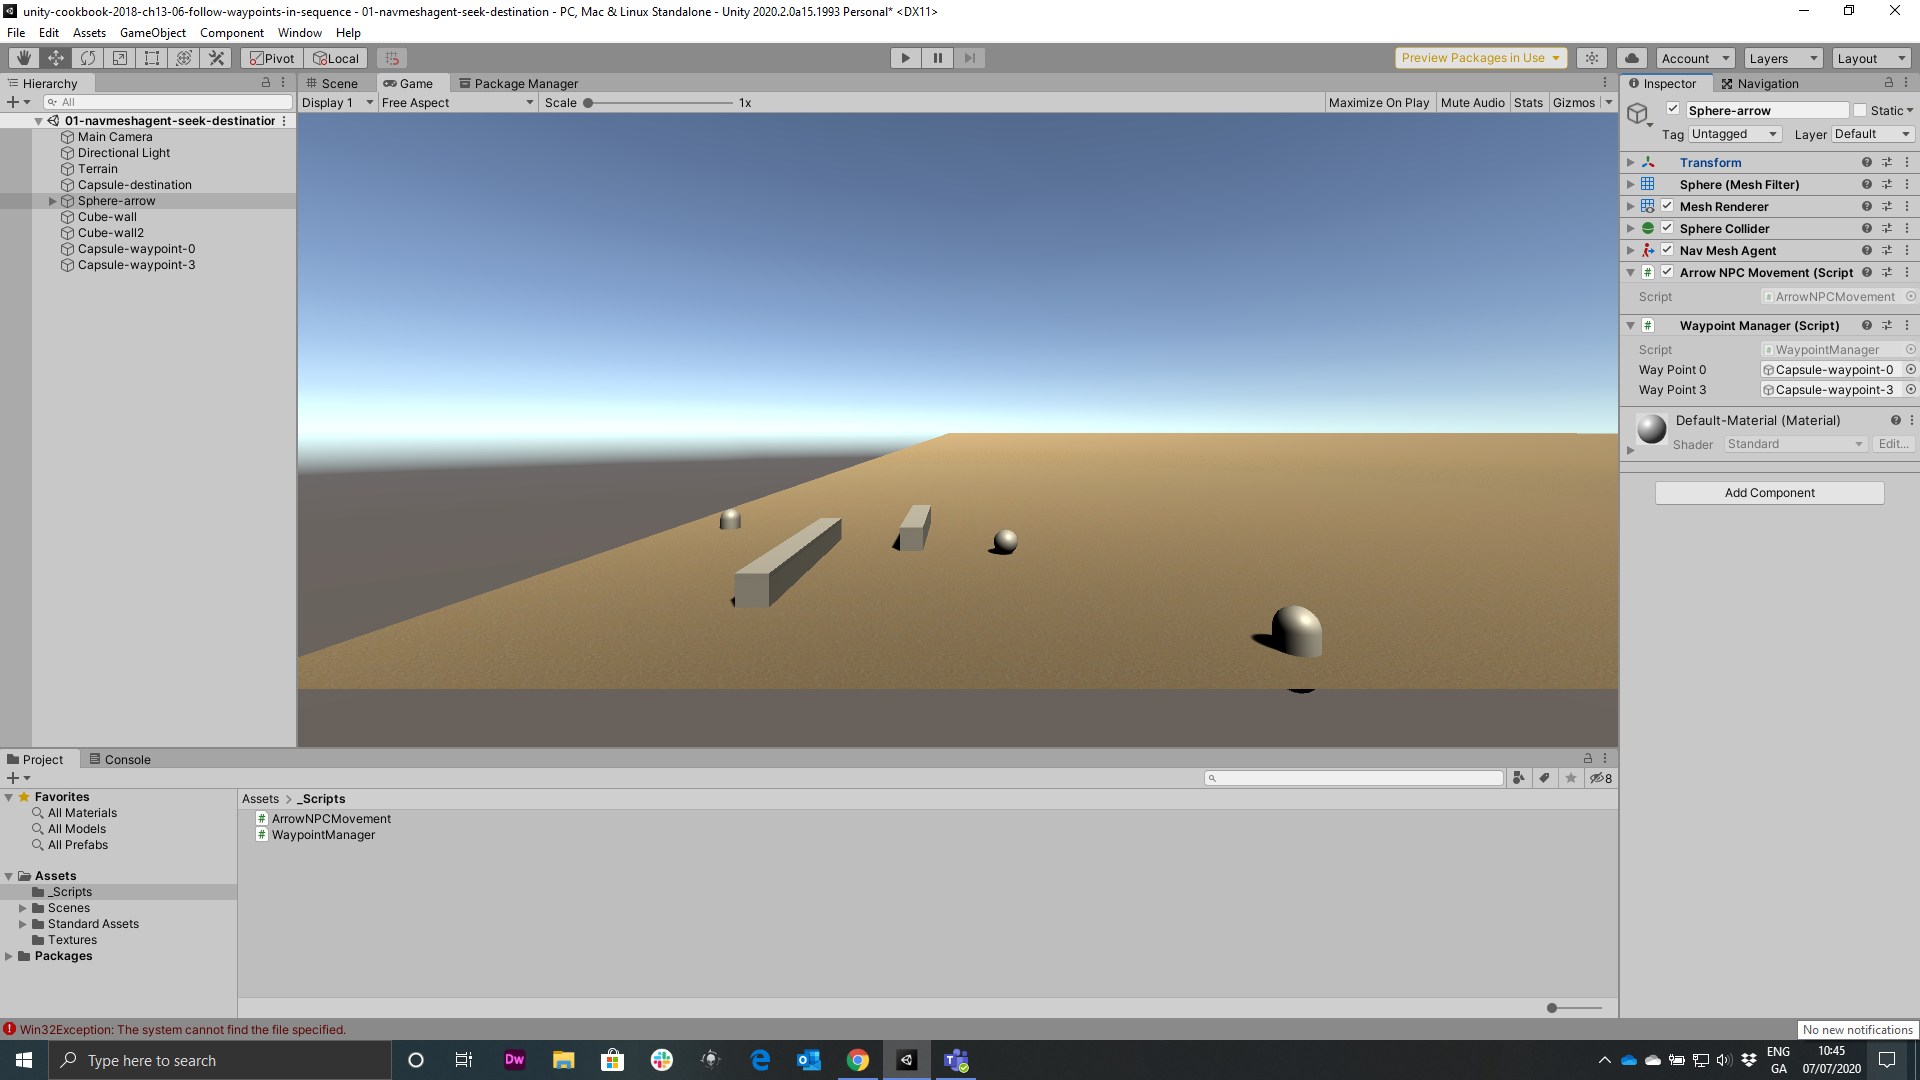 unity-cookbook-2018-ch13-06-follow-waypoints-in-sequence - 01-navmeshagent-seek-destination - PC, Mac & Linux Standalone - Unity 2020.2.0a15.1993 Personal* <DX11>
File Edit Assets GameObject Component Window Help
Pivot Local Preview Packages in Use Account Layers Layout
Hierarchy
All
01-navmeshagent-seek-destination
Main Camera
Directional Light
Terrain
Capsule-destination
Sphere-arrow
Cube-wall
Cube-wall2
Capsule-waypoint-0
Capsule-waypoint-3
Scene Game Package Manager
Display 1 Free Aspect Scale 1x Maximize On Play Mute Audio Stats Gizmos
Inspector Navigation
Sphere-arrow Static
Tag Untagged Layer Default
Transform
Sphere (Mesh Filter)
Mesh Renderer
Sphere Collider
Nav Mesh Agent
# Arrow NPC Movement (Script
Script # ArrowNPCMovement
# Waypoint Manager (Script)
Script # WaypointManager
Way Point 0 Capsule-waypoint-0
Way Point 3 Capsule-waypoint-3
Default-Material (Material)
Shader Standard Edit...
Add Component
Project Console
8
Favorites
All Materials
All Models
All Prefabs
Assets
_Scripts
Scenes
Standard Assets
Textures
Packages
Assets > _Scripts
# ArrowNPCMovement
# WaypointManager
Win32Exception: The system cannot find the file specified.
No new notifications
Type here to search
Dw
ENG
GA
10:45
07/07/2020